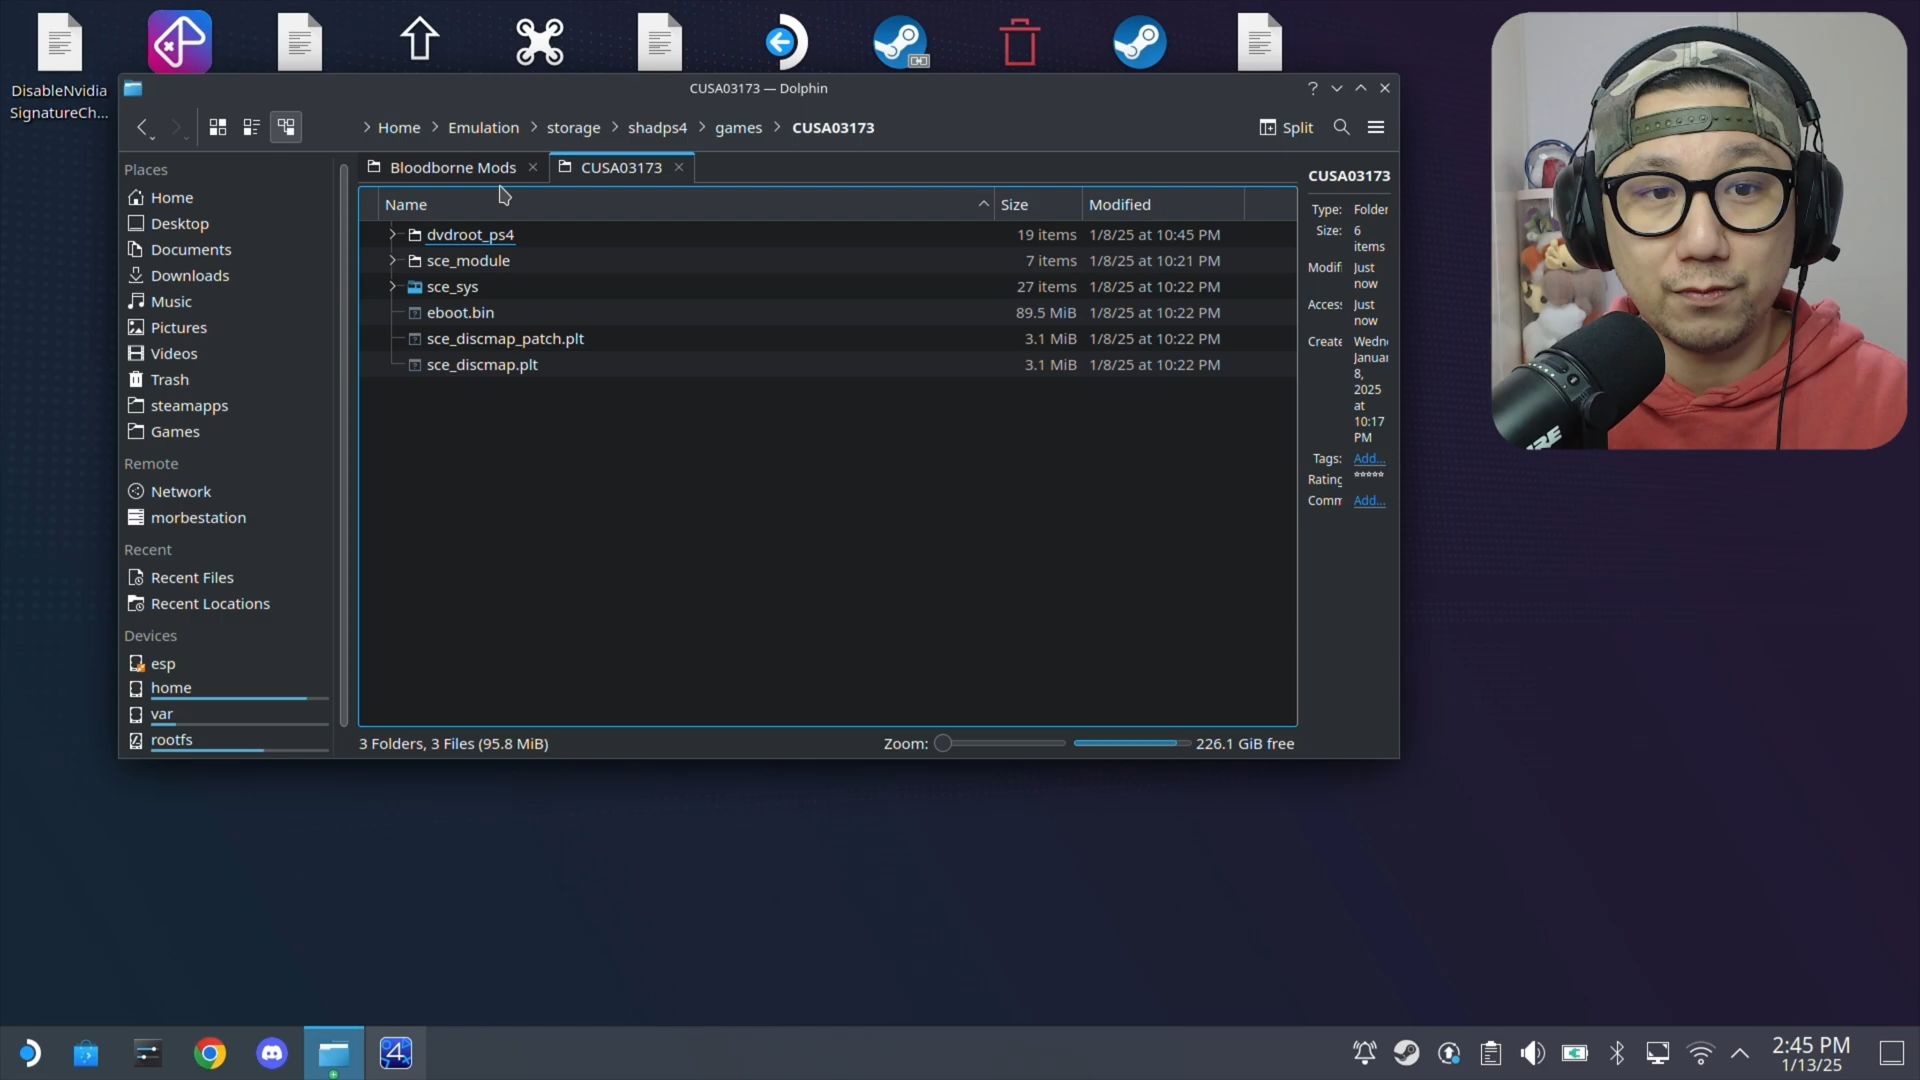 DisableNvidia
SignatureCh...
CUSA03173 — Dolphin
?
Home
Emulation
storage
shadps4
games
CUSA03173
Split
Bloodborne Mods
CUSA03173
Places
Home
Desktop
Documents
Downloads
Music
Pictures
Videos
Trash
steamapps
Games
Remote
Network
morbestation
Recent
Recent Files
Recent Locations
Devices
esp
home
var
rootfs
Name Size Modified
dvdroot_ps4 19 items 1/8/25 at 10:45 PM
sce_module 7 items 1/8/25 at 10:21 PM
sce_sys 27 items 1/8/25 at 10:22 PM
eboot.bin 89.5 MiB 1/8/25 at 10:22 PM
sce_discmap_patch.plt 3.1 MiB 1/8/25 at 10:22 PM
sce_discmap.plt 3.1 MiB 1/8/25 at 10:22 PM
3 Folders, 3 Files (95.8 MiB)
Zoom:
226.1 GiB free
CUSA03173
Type: Folder
Size: 6
items
Modifi Just
now
Access: Just
now
Create Wedne
Januar
8,
2025
at
10:17
PM
Tags: Add...
Rating
Comm Add...
4
2:45 PM
1/13/25